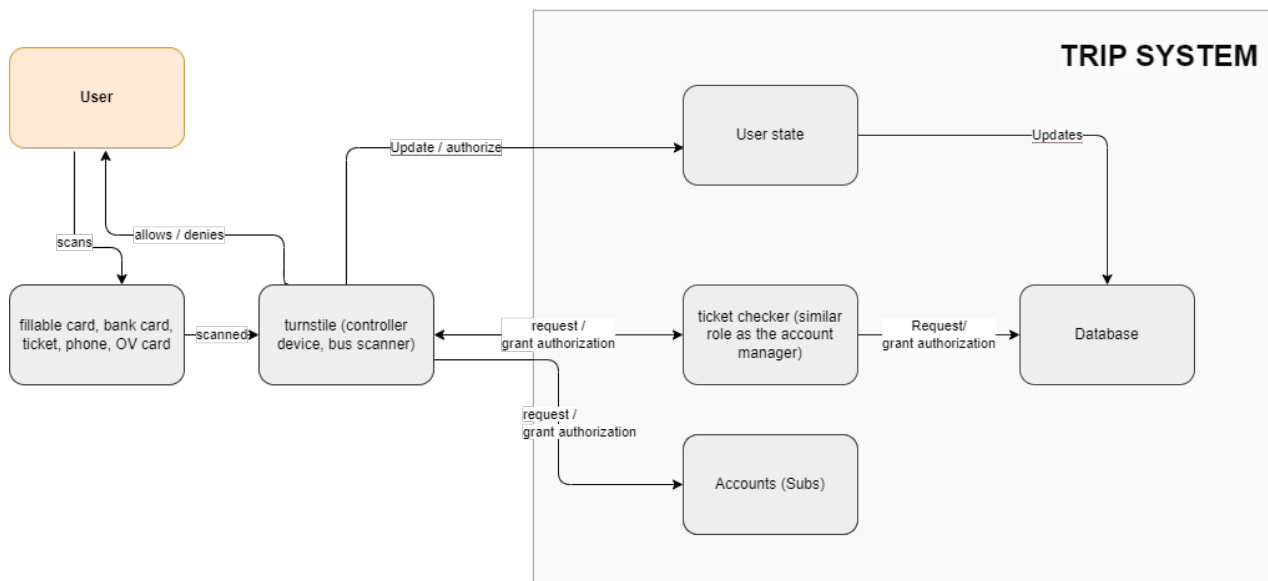 TRIP SYSTEM
User
User state
Update / authorize
Updates
allows / denies
scans
fillable card, bank card,
ticket, phone, OV card
scanned
turnstile (controller
device, bus scanner)
request /
grant authorization
ticket checker (similar
role as the account
manager)
Request/
grant authorization
Database
request /
grant authorization
Accounts (Subs)